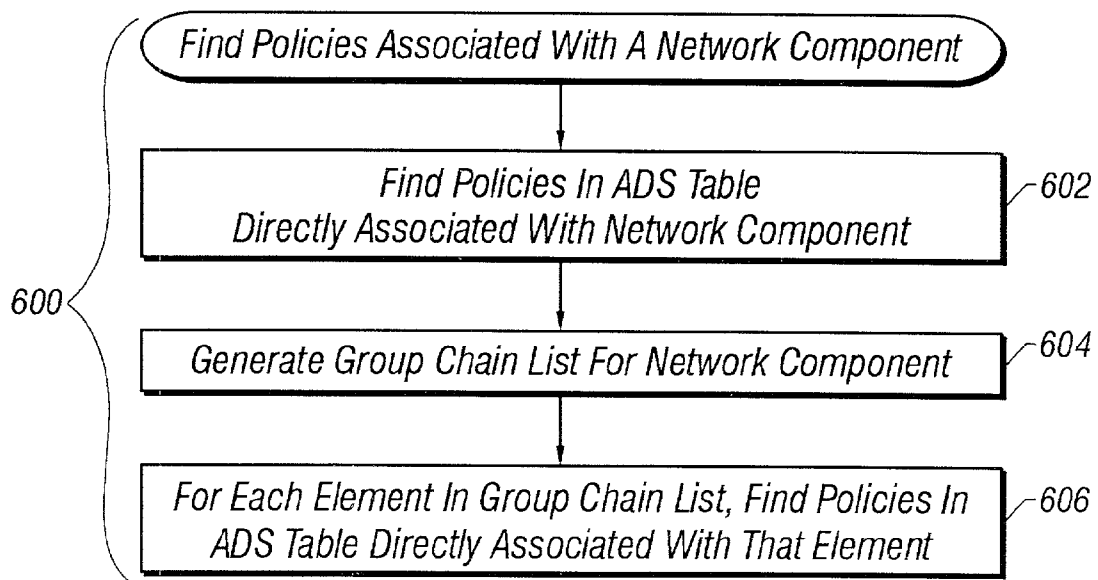 Find Policies Associated With A Network Component
Find Policies In ADS Table
Directly Associated With Network Component
602
600
Generate Group Chain List For Network Component
604
For Each Element In Group Chain List, Find Policies In
ADS Table Directly Associated With That Element
606